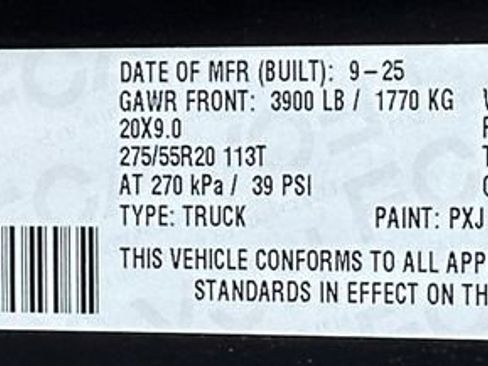 DATE OF MFR (BUILT): 9-25
GAWR FRONT: 3900 LB / 1770 KG
20X9.0
275/55R20 113T
AT 270 kPa / 39 PSI
TYPE: TRUCK PAINT: PXJ
THIS VEHICLE CONFORMS TO ALL APP
STANDARDS IN EFFECT ON TH